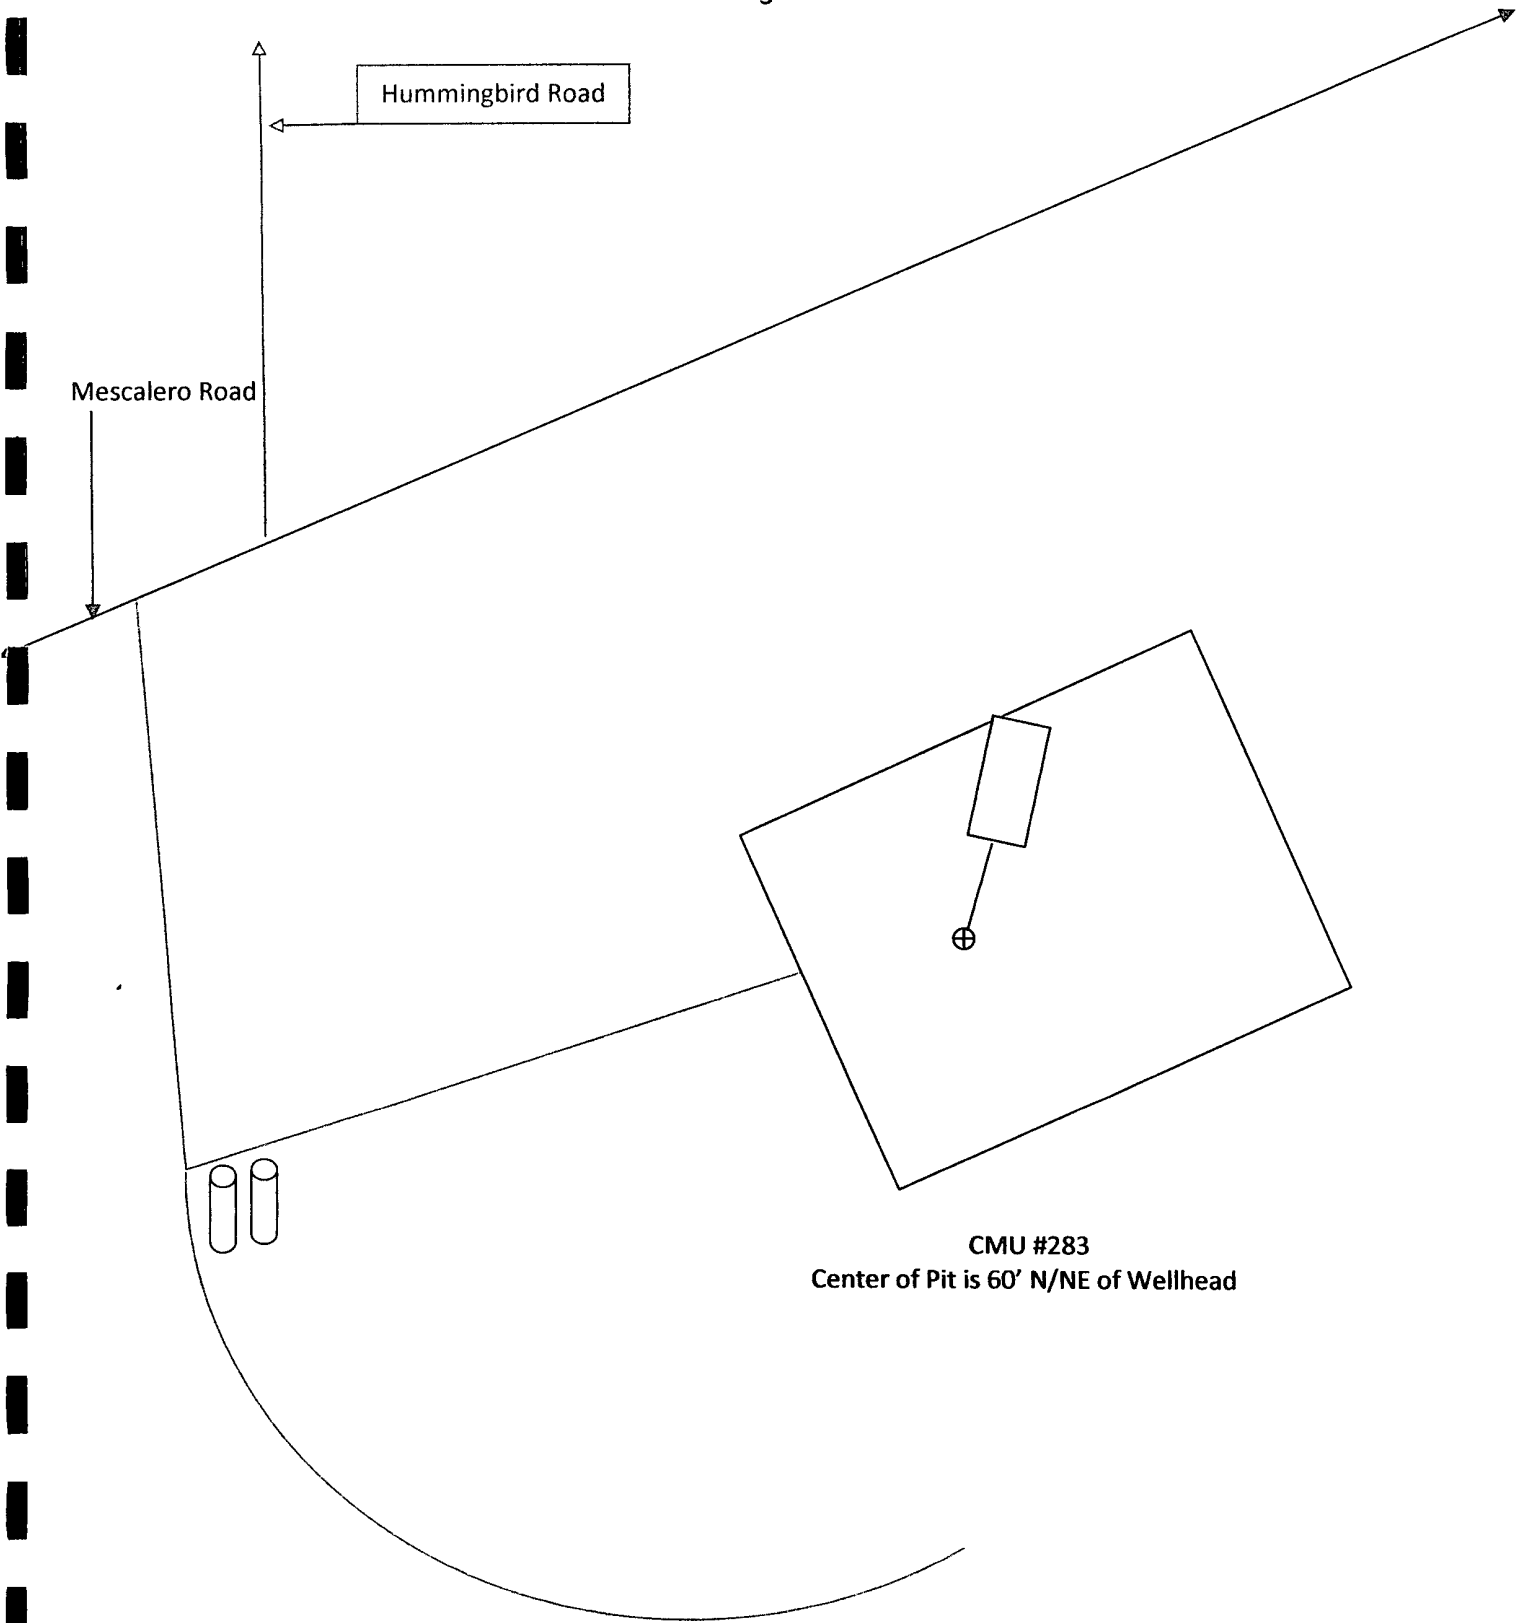 Hummingbird Road
Mescalero Road
CMU #283
Center of Pit is 60' N/NE of Wellhead